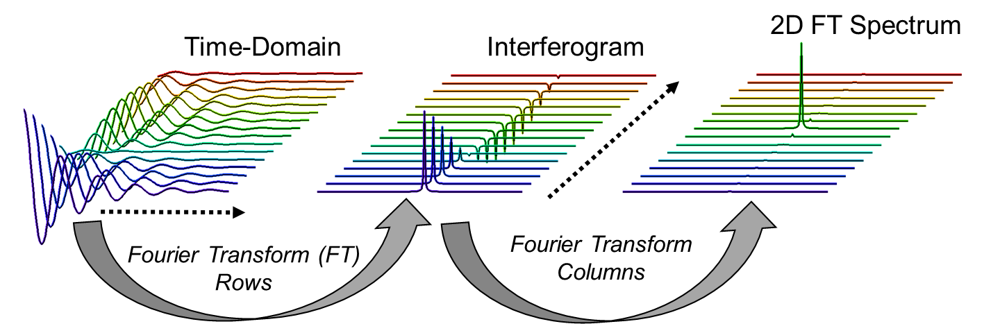 Time-Domain
Interferogram
2D FT Spectrum
Fourier Transform (FT)
Rows
Fourier Transform
Columns